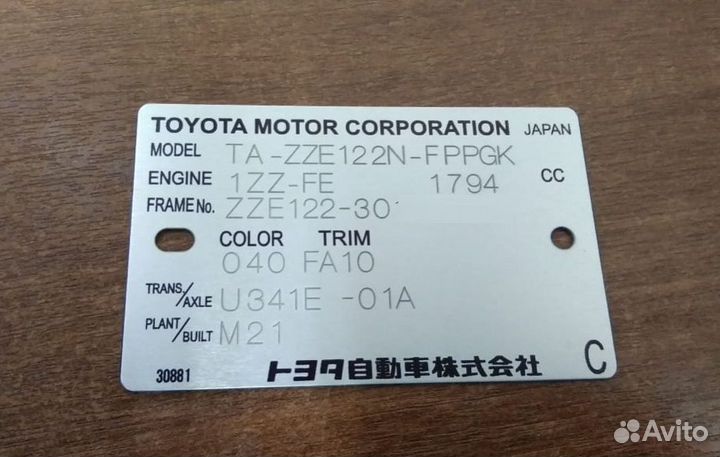 TOYOTA MOTOR CORPORATION JAPAN
MODEL TA-ZZE122N-FPPGK
ENGINE 1ZZ-FE 1794 CC
FRAME No. ZZE122-30
COLOR TRIM
040 FA10
TRANS./AXLE U341E -01A
PLANT/BUILT M21
30881 トヨタ自動車株式会社 C
Avito